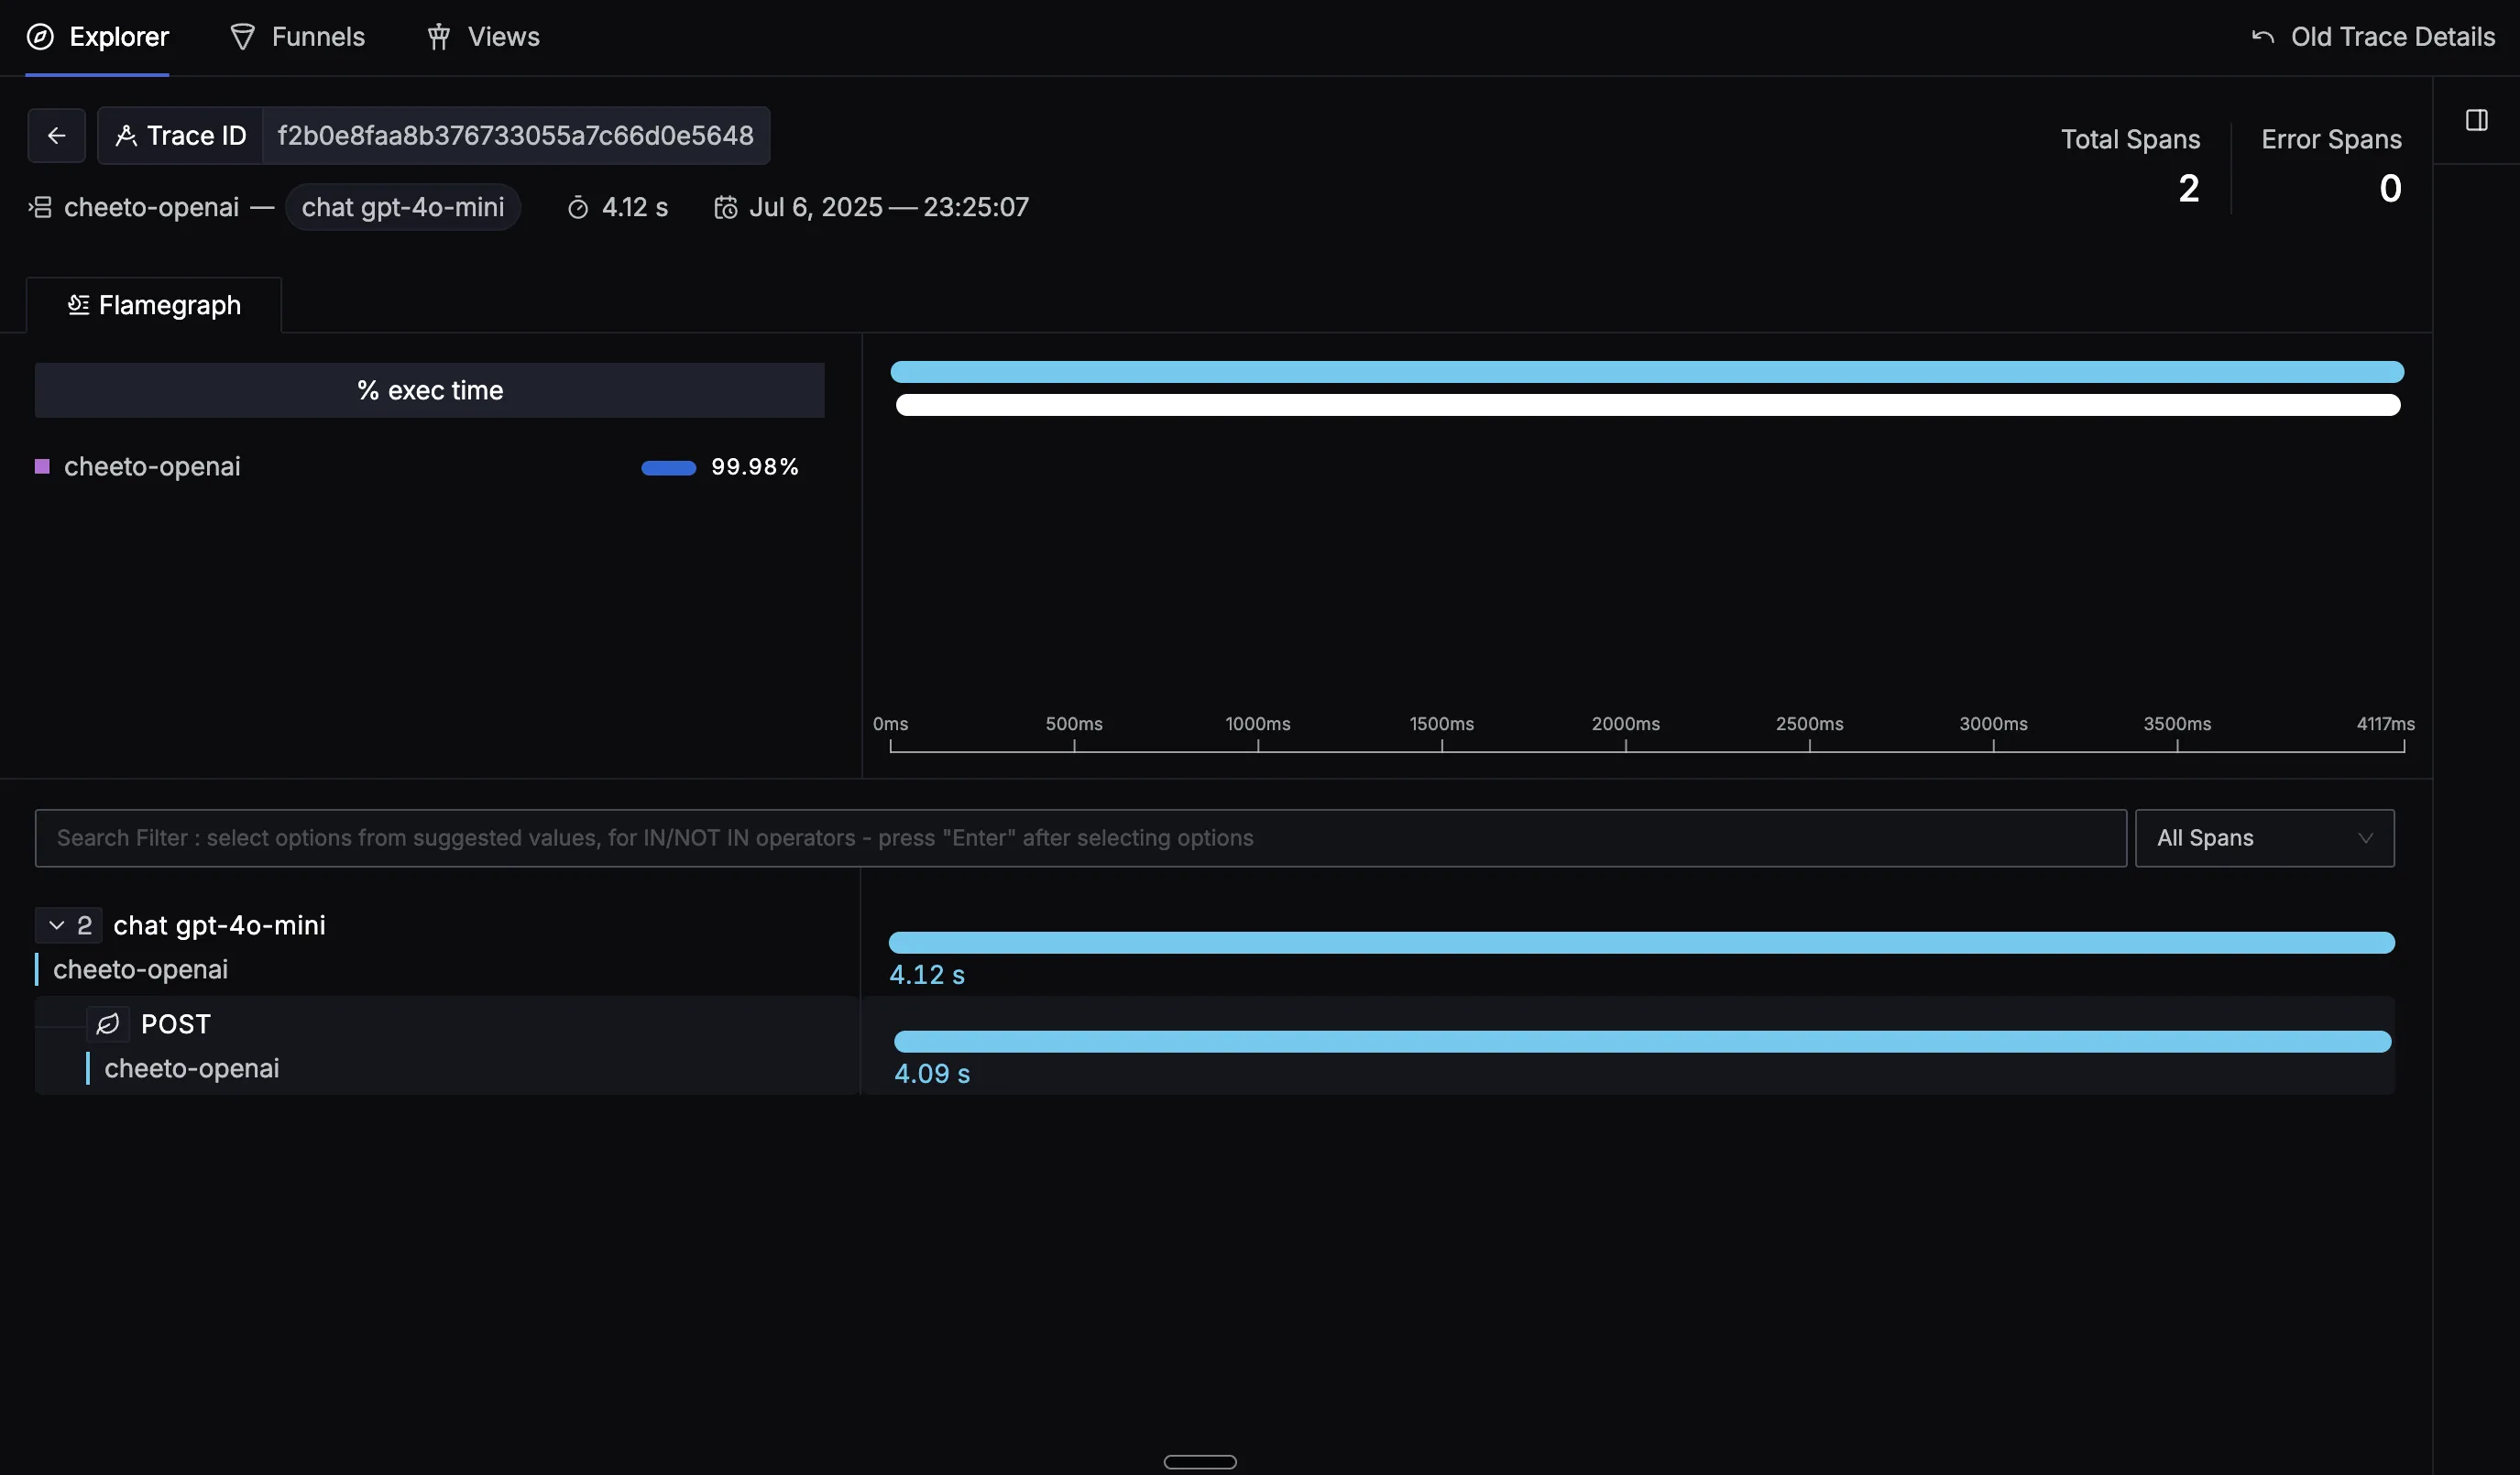 Explorer Funnels Views Old Trace Details
Trace ID f2b0e8faa8b376733055a7c66d0e5648
Total Spans Error Spans
2 0
cheeto-openai — chat gpt-4o-mini 4.12 s Jul 6, 2025 — 23:25:07
Flamegraph
% exec time
cheeto-openai 99.98%
0ms 500ms 1000ms 1500ms 2000ms 2500ms 3000ms 3500ms 4117ms
Search Filter : select options from suggested values, for IN/NOT IN operators - press "Enter" after selecting options All Spans
2 chat gpt-4o-mini
cheeto-openai 4.12 s
POST
cheeto-openai 4.09 s